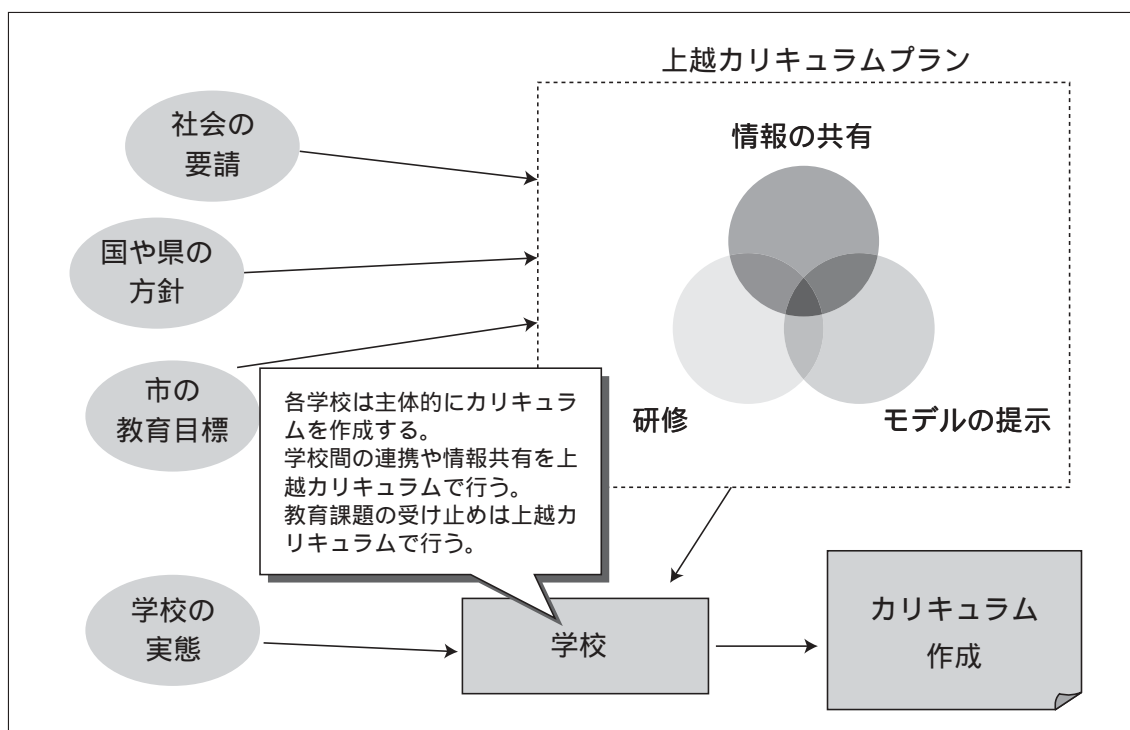 上越カリキュラムプラン
社会の
要請
情報の共有
国や県の
方針
市の
教育目標
研修
モデルの提示
各学校は主体的にカリキュラ
ムを作成する。
学校間の連携や情報共有を上
越カリキュラムで行う。
教育課題の受け止めは上越カ
リキュラムで行う。
学校の
実態
学校
カリキュラム
作成